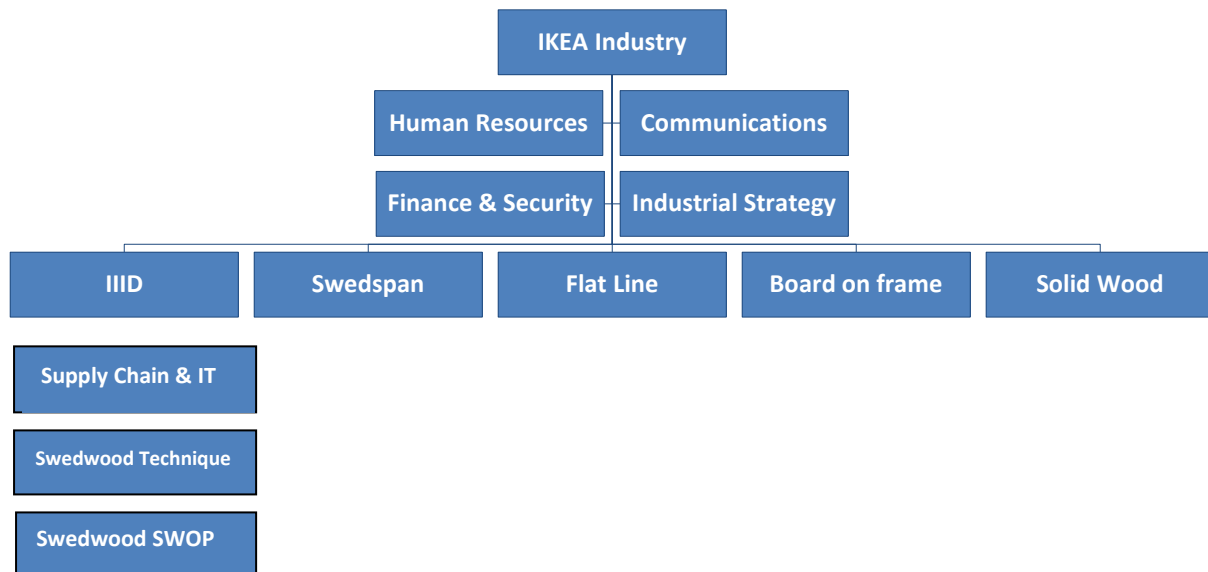 IKEA Industry
Human Resources
Communications
Finance & Security
Industrial Strategy
IIID
Swedspan
Flat Line
Board on frame
Solid Wood
Supply Chain & IT
Swedwood Technique
Swedwood SWOP